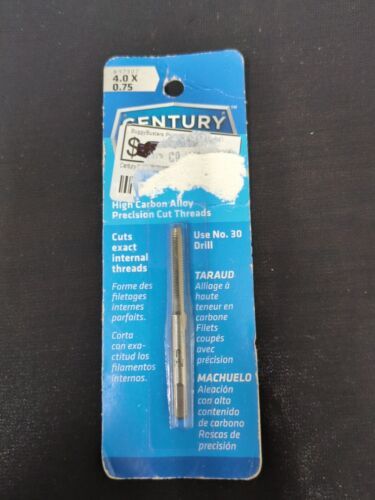 4.0 X
0.75
CENTURY
$
High Carbon Alloy
Precision Cut Threads
Cuts
exact
internal
threads
Forme des
filetages
internes
parfaits.
Corta
con exac-
titud los
filamentos
internos.
Use No. 30
Drill
TARAUD
Alliage à
haute
teneur en
carbone
Filets
coupés
avec
précision
MACHUELO
Aleación
con alto
contenido
de carbono
Roscas de
precisión